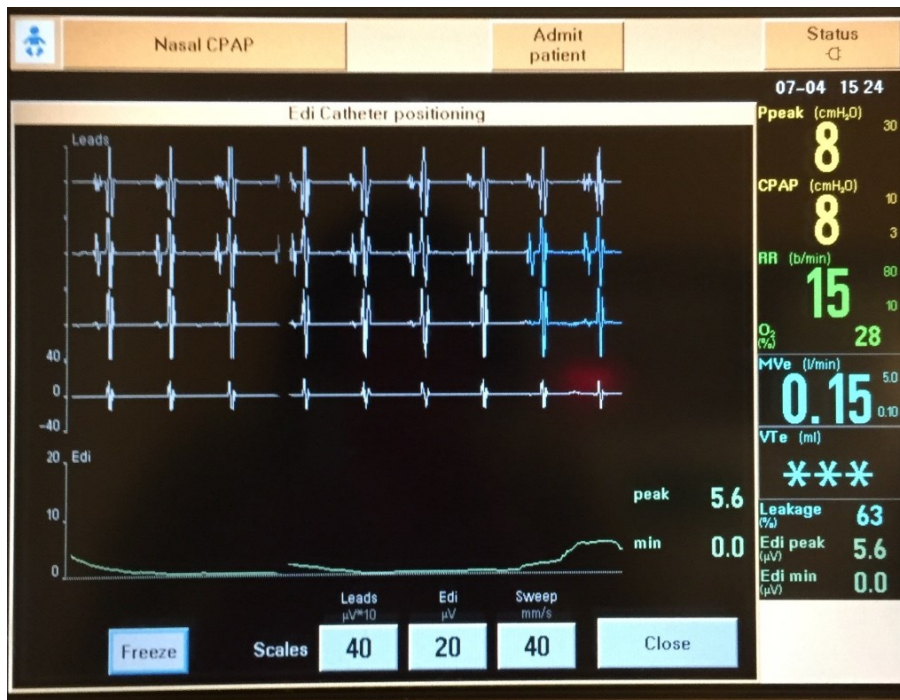 Nasal CPAP
Admit
patient
Status
07-04 15 24
Edi Catheter positioning
Leads
40
0
-40
20 Edi
10
0
peak 5.6
min 0.0
Leads
µV*10
Edi
µV
Sweep
mm/s
Freeze
Scales
40
20
40
Close
Ppeak (cmH₂O)
30
8
CPAP (cmH₂O)
10
8
3
RR (b/min)
80
15
10
O₂
(%)
28
MVe (l/min)
5.0
0.15
0.10
VTe (ml)
***
Leakage
(%)
63
Edi peak
(µV)
5.6
Edi min
(µV)
0.0